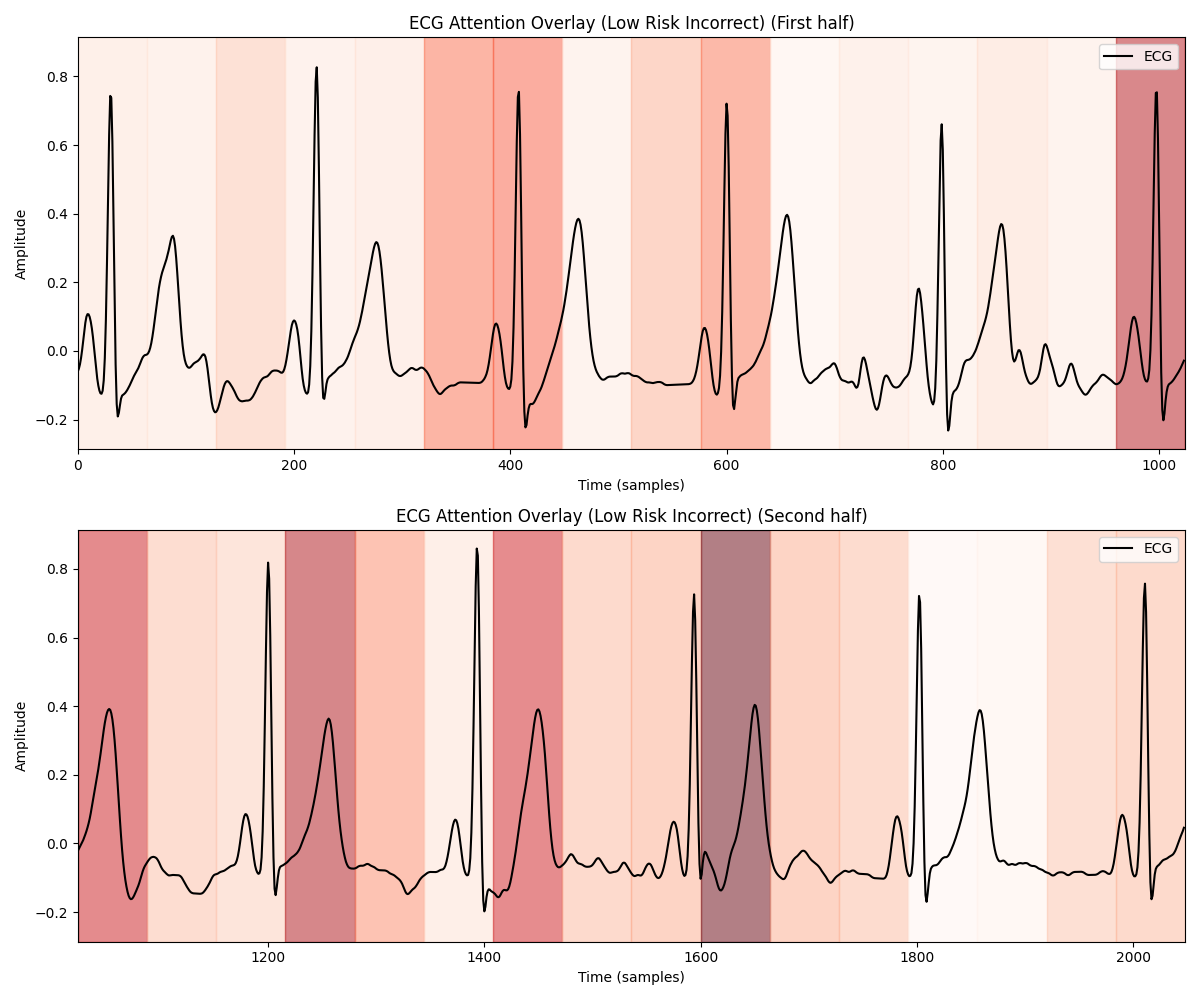 ECG Attention Overlay (Low Risk Incorrect) (First half)
ECG
Amplitude
0.8
0.6
0.4
0.2
0.0
−0.2
0 200 400 600 800 1000
Time (samples)
ECG Attention Overlay (Low Risk Incorrect) (Second half)
ECG
Amplitude
0.8
0.6
0.4
0.2
0.0
−0.2
1200 1400 1600 1800 2000
Time (samples)